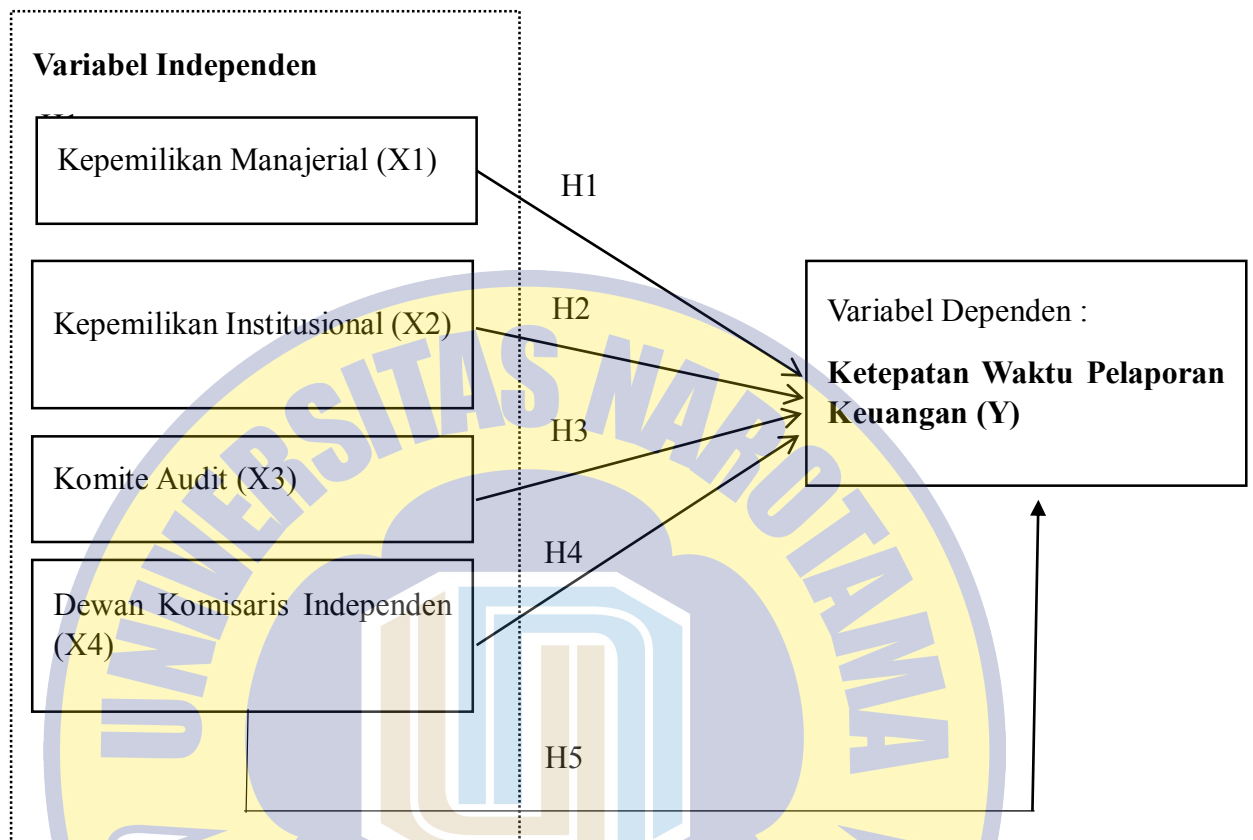 Variabel Independen
Kepemilikan Manajerial (X1)
H1
Kepemilikan Institusional (X2)
H2
Variabel Dependen :
Ketepatan Waktu Pelaporan
Keuangan (Y)
Komite Audit (X3)
H3
Dewan Komisaris Independen
(X4)
H4
H5
UNIVERSITAS NAROTAMA